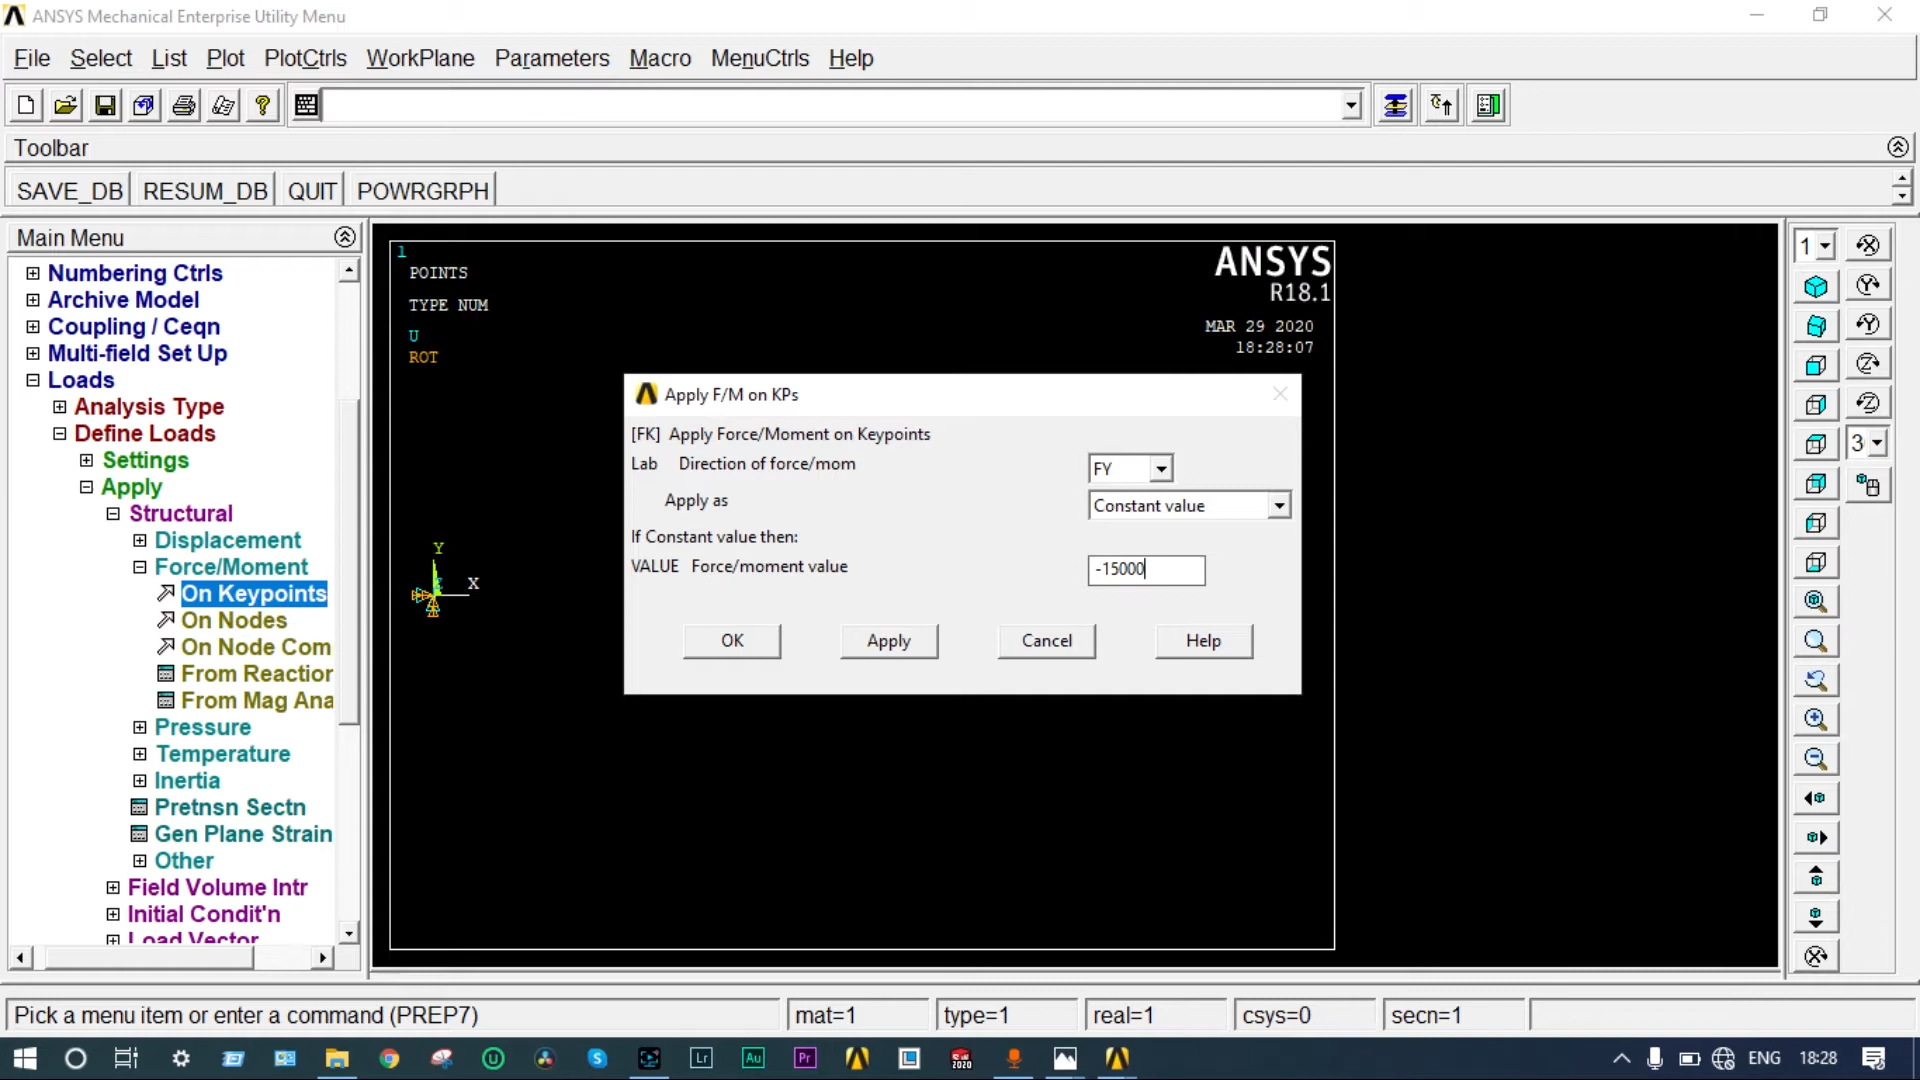 ANSYS Mechanical Enterprise Utility Menu
File Select List Plot PlotCtrls WorkPlane Parameters Macro MenuCtrls Help
Toolbar
SAVE_DB RESUM_DB QUIT POWRGRPH
Main Menu
Numbering Ctrls
Archive Model
Coupling / Ceqn
Multi-field Set Up
Loads
Analysis Type
Define Loads
Settings
Apply
Structural
Displacement
Force/Moment
On Keypoints
On Nodes
On Node Com
From Reaction
From Mag Ana
Pressure
Temperature
Inertia
Pretnsn Sectn
Gen Plane Strain
Other
Field Volume Intr
Initial Condit'n
Load Vector
1
POINTS
TYPE NUM
U
ROT
ANSYS
R18.1
MAR 29 2020
18:28:07
Y
X
Apply F/M on KPs
[FK] Apply Force/Moment on Keypoints
Lab Direction of force/mom FY
Apply as Constant value
If Constant value then:
VALUE Force/moment value -15000
OK Apply Cancel Help
1
3
Pick a menu item or enter a command (PREP7) mat=1 type=1 real=1 csys=0 secn=1
Lr Au Pr ENG 18:28